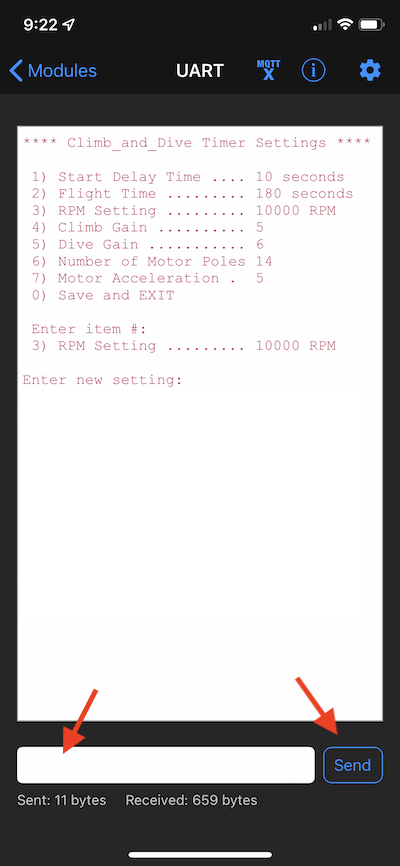 9:22
Modules
UART
MQTT
X
i
**** Climb_and_Dive Timer Settings ****
1) Start Delay Time .... 10 seconds
2) Flight Time ......... 180 seconds
3) RPM Setting ......... 10000 RPM
4) Climb Gain .......... 5
5) Dive Gain ........... 6
6) Number of Motor Poles 14
7) Motor Acceleration . 5
0) Save and EXIT
Enter item #:
3) RPM Setting ......... 10000 RPM
Enter new setting:
Send
Sent: 11 bytes Received: 659 bytes